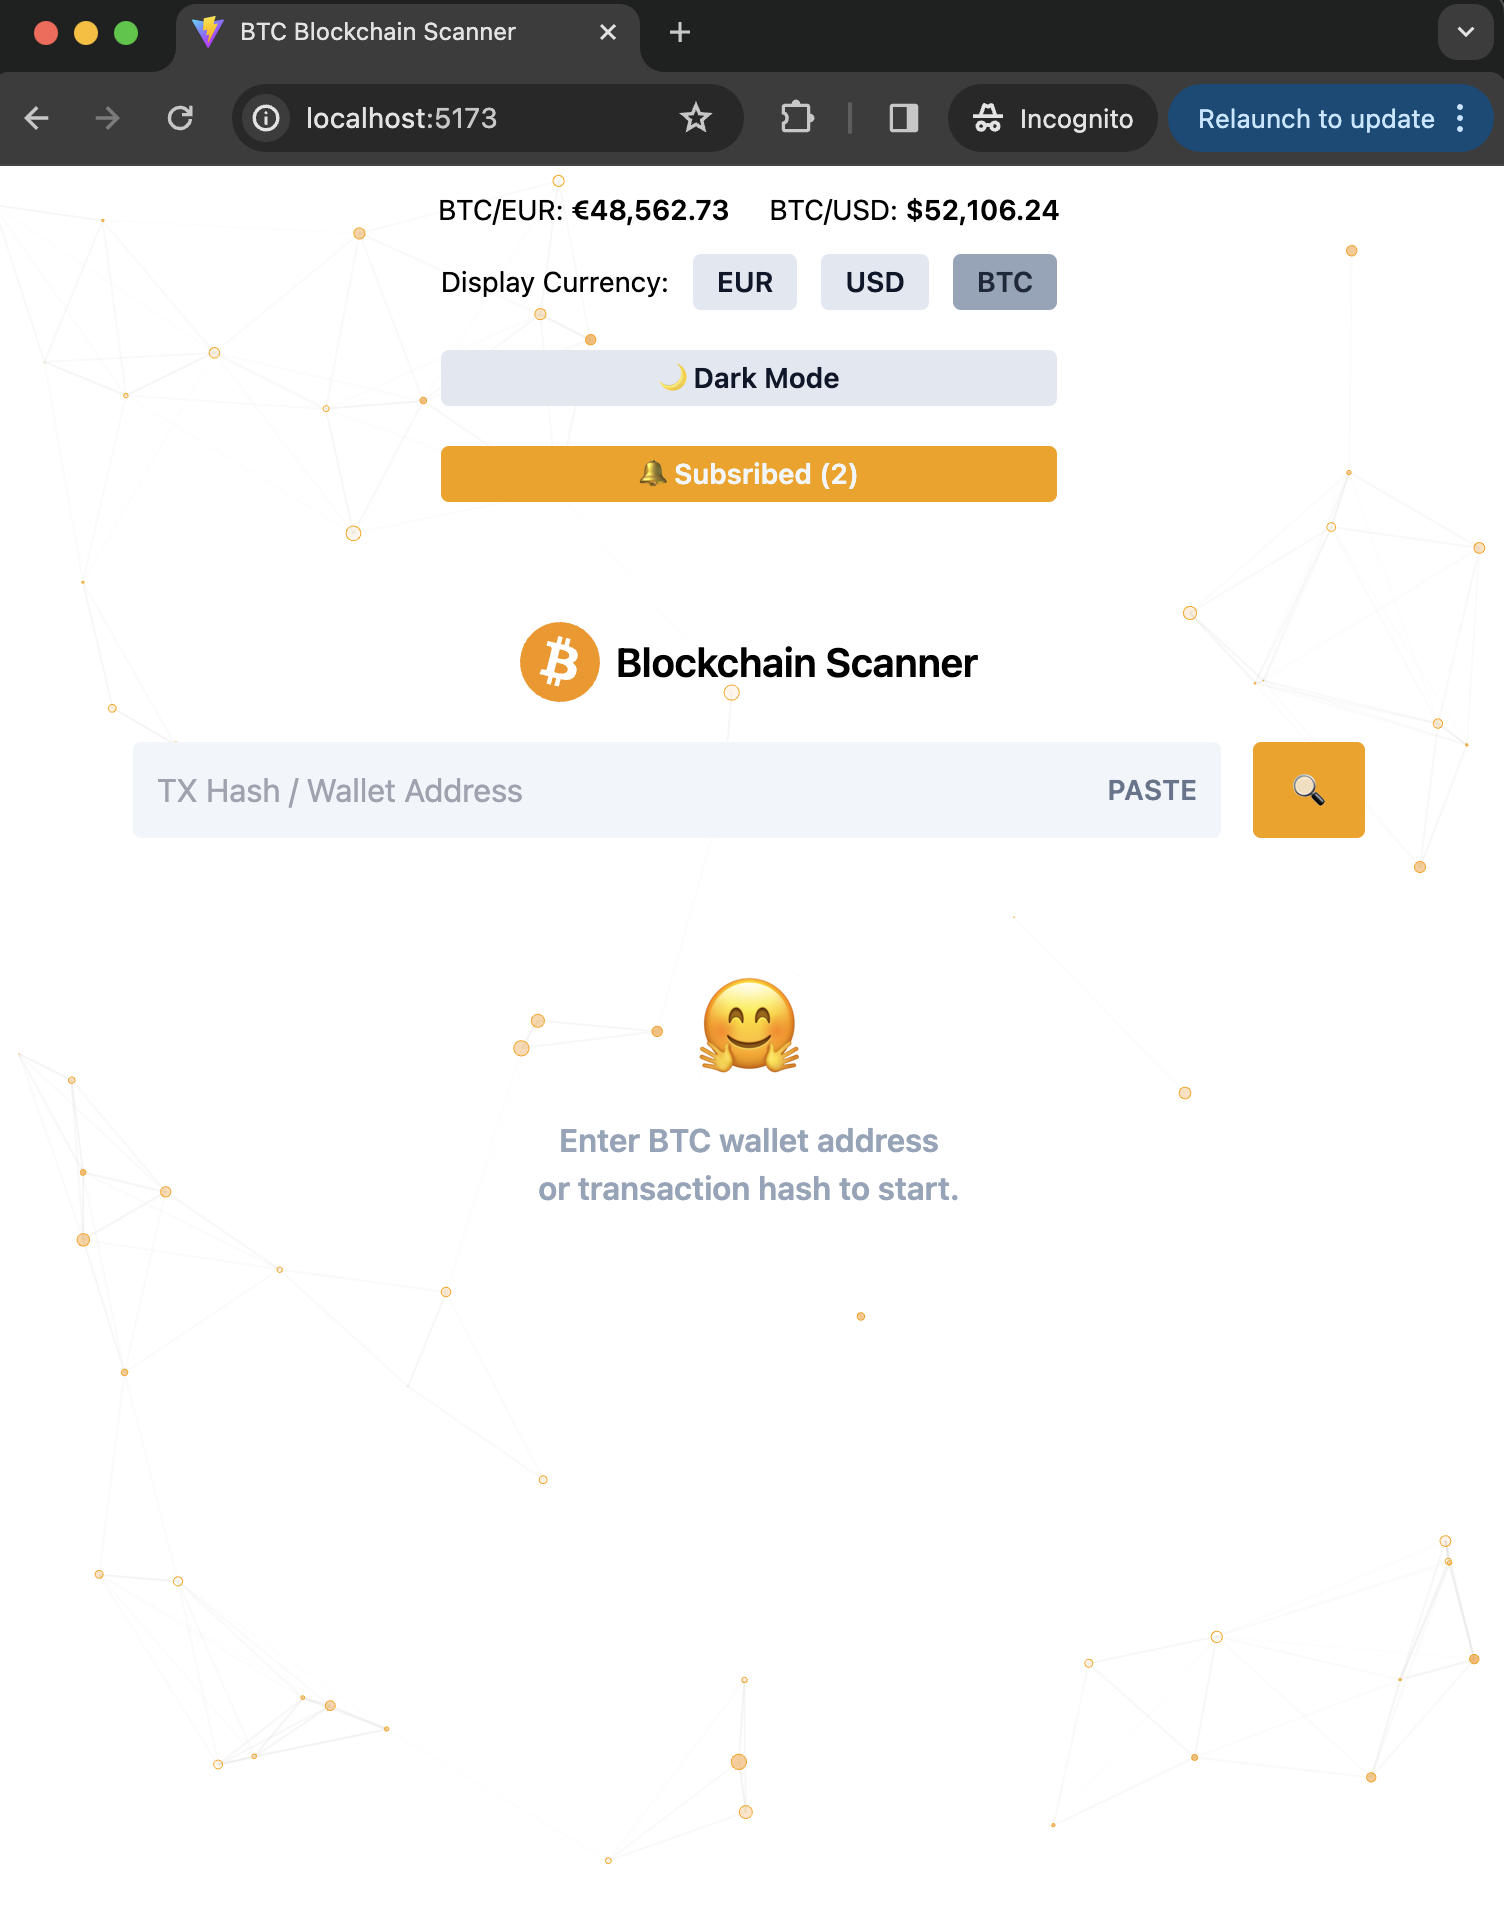 BTC Blockchain Scanner
localhost:5173
Incognito
Relaunch to update
BTC/EUR: €48,562.73 BTC/USD: $52,106.24
Display Currency: EUR USD BTC
🌙 Dark Mode
🔔 Subsribed (2)
Blockchain Scanner
TX Hash / Wallet Address PASTE
Enter BTC wallet address
or transaction hash to start.